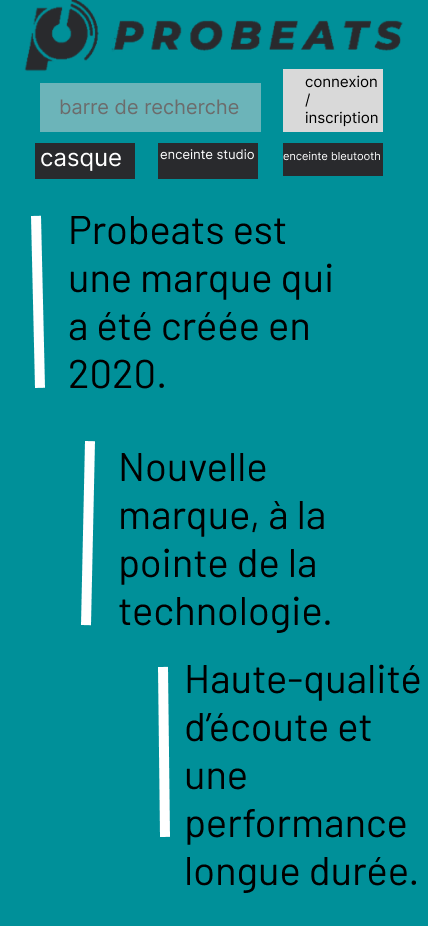 PROBEATS
barre de recherche
connexion
/
inscription
casque
enceinte studio
enceinte bleutooth
Probeats est
une marque qui
a été créée en
2020.
Nouvelle
marque, à la
pointe de la
technologie.
Haute-qualité
d’écoute et
une
performance
longue durée.